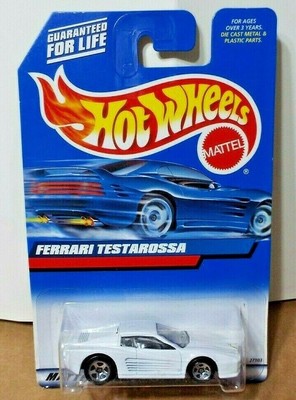 GUARANTEED
FOR LIFE
FOR AGES
OVER 3 YEARS.
DIE CAST METAL &
PLASTIC PARTS.
Hot Wheels
MATTEL
®
FERRARI TESTAROSSA